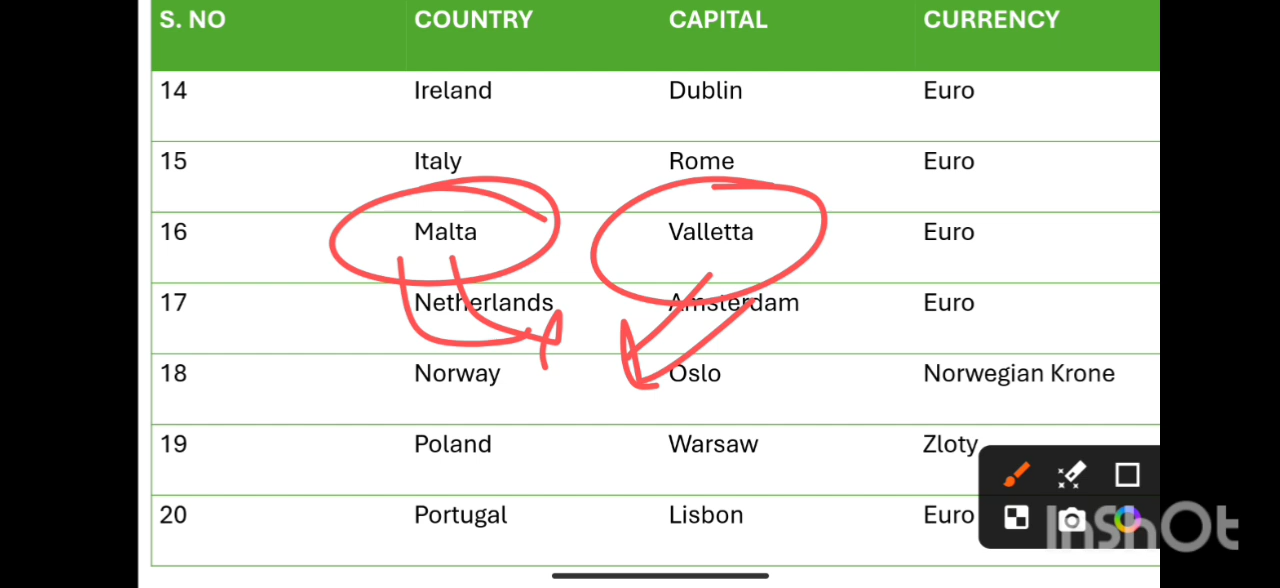 S. NO COUNTRY CAPITAL CURRENCY
14 Ireland Dublin Euro
15 Italy Rome Euro
16 Malta Valletta Euro
17 Netherlands Amsterdam Euro
18 Norway Oslo Norwegian Krone
19 Poland Warsaw Zloty
20 Portugal Lisbon Euro
InShOt